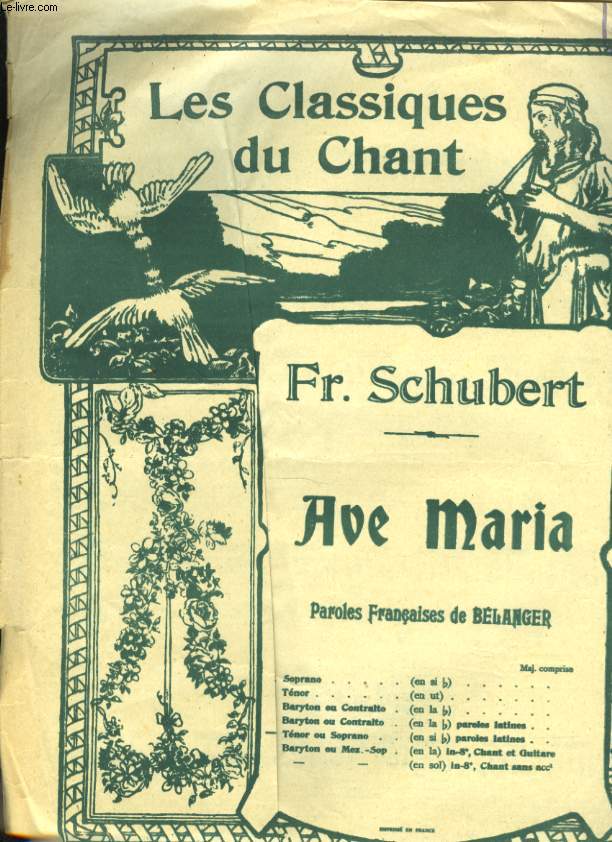 Le-livre.com
Les Classiques
du Chant
Fr. Schubert
Ave Maria
Paroles Françaises de BÉLANGER
Maj. comprise
Soprano . . . . (en si ♭) . . . . . .
Ténor . . . . . (en ut) . . . . . . .
Baryton ou Contralto . (en la ♭) . . . . . .
Baryton ou Contralto . (en la ♭) paroles latines . .
Ténor ou Soprano . . (en si ♭) paroles latines . . .
Baryton ou Mez.-Sop . (en la) in-8°, Chant et Guitare
— — (en sol) in-8°, Chant sans acct
IMPRIMÉ EN FRANCE